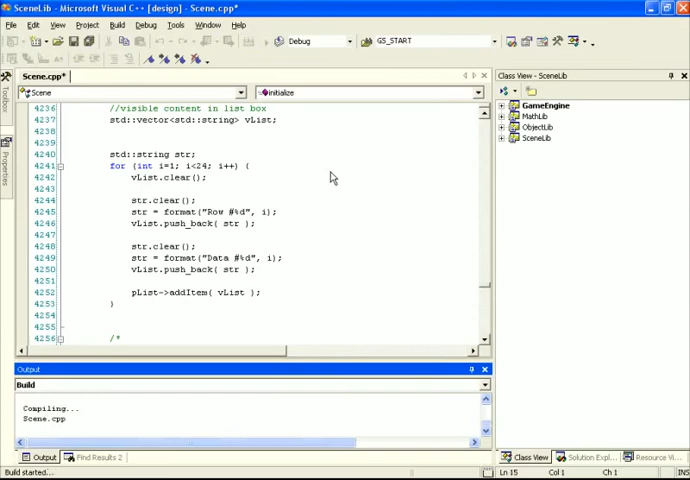 SceneLib - Microsoft Visual C++ [design] - Scene.cpp*
File Edit View Project Build Debug Tools Window Help
Debug GS_START
Scene.cpp* Class View - SceneLib
Scene initialize
Toolbox
Properties
GameEngine
MathLib
ObjectLib
SceneLib
4236 //visible content in list box
4237 std::vector<std::string> vList;
4238
4239
4240 std::string str;
4241 for (int i=1; i<24; i++) {
4242 vList.clear();
4243
4244 str.clear();
4245 str = format("Row #%d", i);
4246 vList.push_back( str );
4247
4248 str.clear();
4249 str = format("Data #%d", i);
4250 vList.push_back( str );
4251
4252 pList->addItem( vList );
4253 }
4254
4255
4256 /*
Output
Build
Compiling...
Scene.cpp
Output Find Results 2 Class View Solution Expl... Resource Vi...
Build started... Ln 15 Col 1 Ch 1 INS